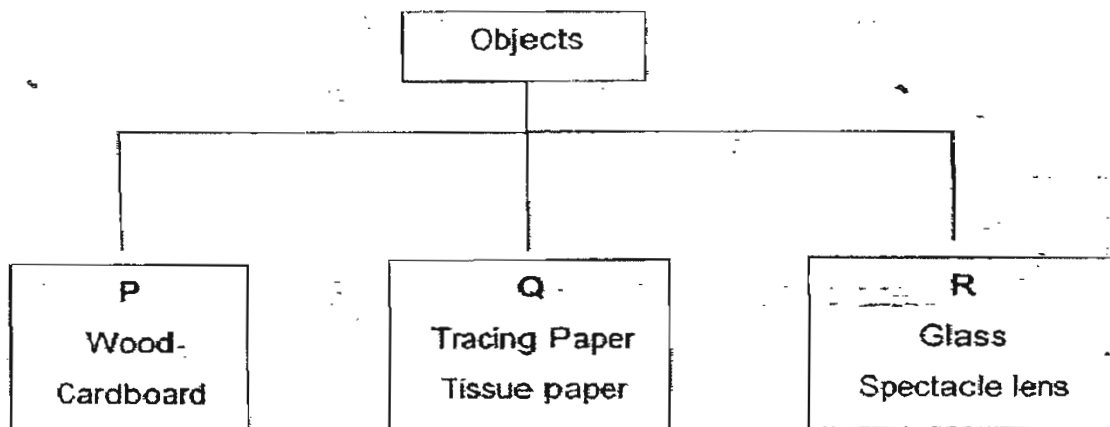 Objects
P
Wood
Cardboard
Q
Tracing Paper
Tissue paper
R
Glass
Spectacle lens